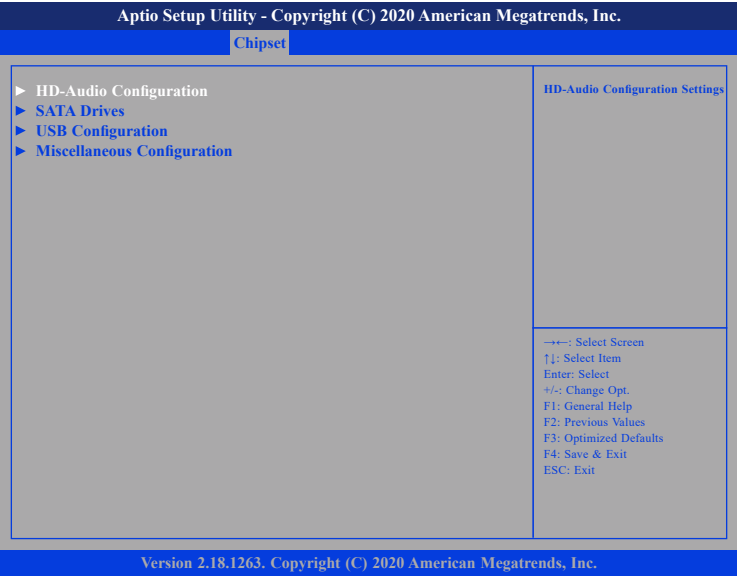 Aptio Setup Utility - Copyright (C) 2020 American Megatrends, Inc.
Chipset
► HD-Audio Configuration
► SATA Drives
► USB Configuration
► Miscellaneous Configuration
HD-Audio Configuration Settings
→←: Select Screen
↑↓: Select Item
Enter: Select
+/-: Change Opt.
F1: General Help
F2: Previous Values
F3: Optimized Defaults
F4: Save & Exit
ESC: Exit
Version 2.18.1263. Copyright (C) 2020 American Megatrends, Inc.